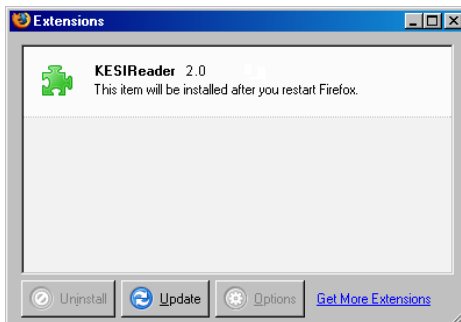 Extensions
KESIReader 2.0
This item will be installed after you restart Firefox.
Uninstall Update Options Get More Extensions